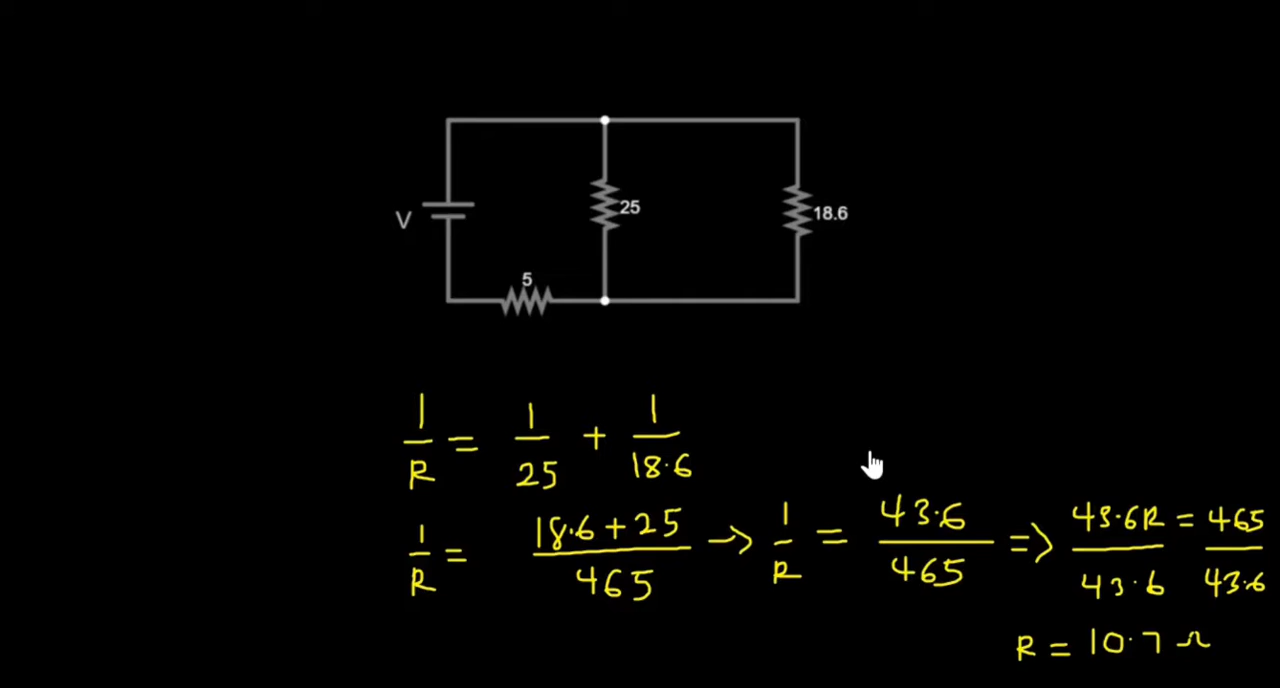 V
25
18.6
5
1/R = 1/25 + 1/18.6
1/R = (18.6+25)/465 → 1/R = 43.6/465 ⇒ 43.6R/43.6 = 465/43.6
R = 10.7 Ω